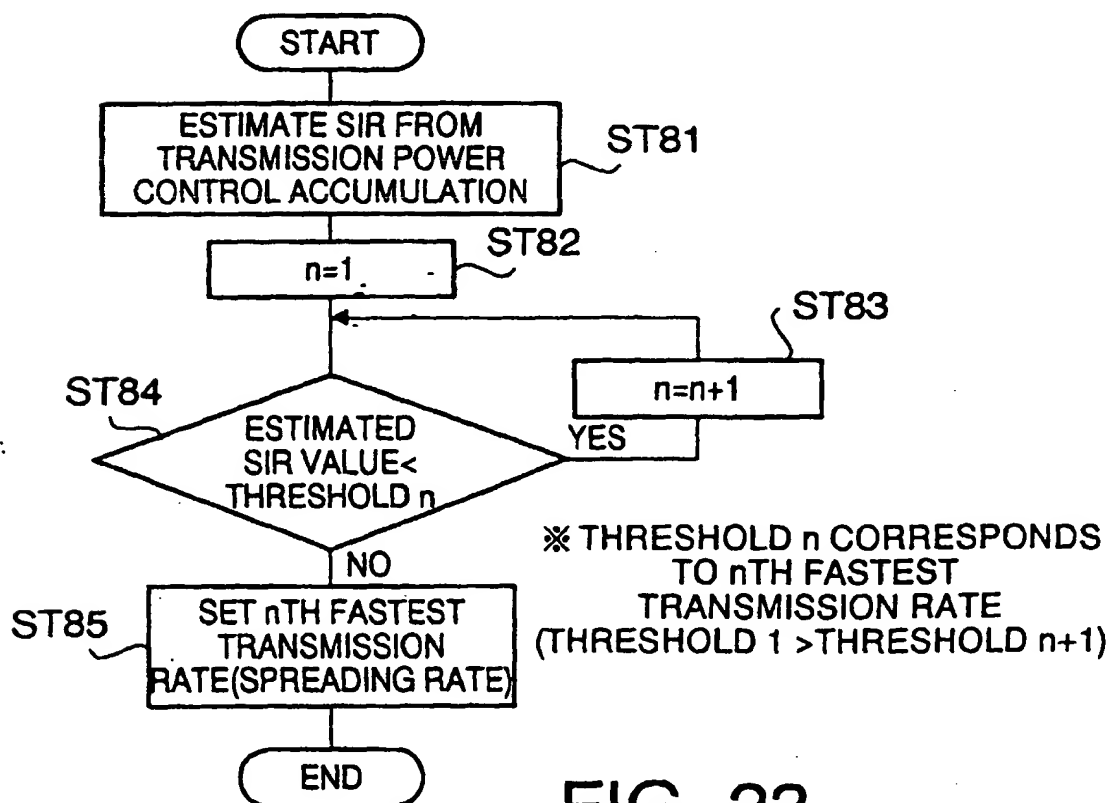 START
ESTIMATE SIR FROM
TRANSMISSION POWER
CONTROL ACCUMULATION
ST81
n=1
ST82
ST83
n=n+1
ST84
ESTIMATED
SIR VALUE<
THRESHOLD n
YES
NO
※ THRESHOLD n CORRESPONDS
TO nTH FASTEST
TRANSMISSION RATE
(THRESHOLD 1 >THRESHOLD n+1)
ST85
SET nTH FASTEST
TRANSMISSION
RATE(SPREADING RATE)
END